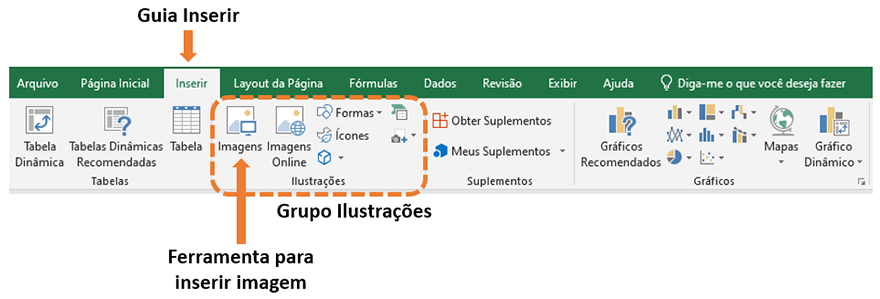 Guia Inserir
Arquivo Página Inicial Inserir Layout da Página Fórmulas Dados Revisão Exibir Ajuda Diga-me o que você deseja fazer
Tabela Dinâmica
Tabelas Dinâmicas Recomendadas
Tabela
Tabelas
Imagens
Imagens Online
Formas
Ícones
Ilustrações
Obter Suplementos
Meus Suplementos
Suplementos
Gráficos Recomendados
Mapas
Gráfico Dinâmico
Gráficos
Grupo Ilustrações
Ferramenta para
inserir imagem